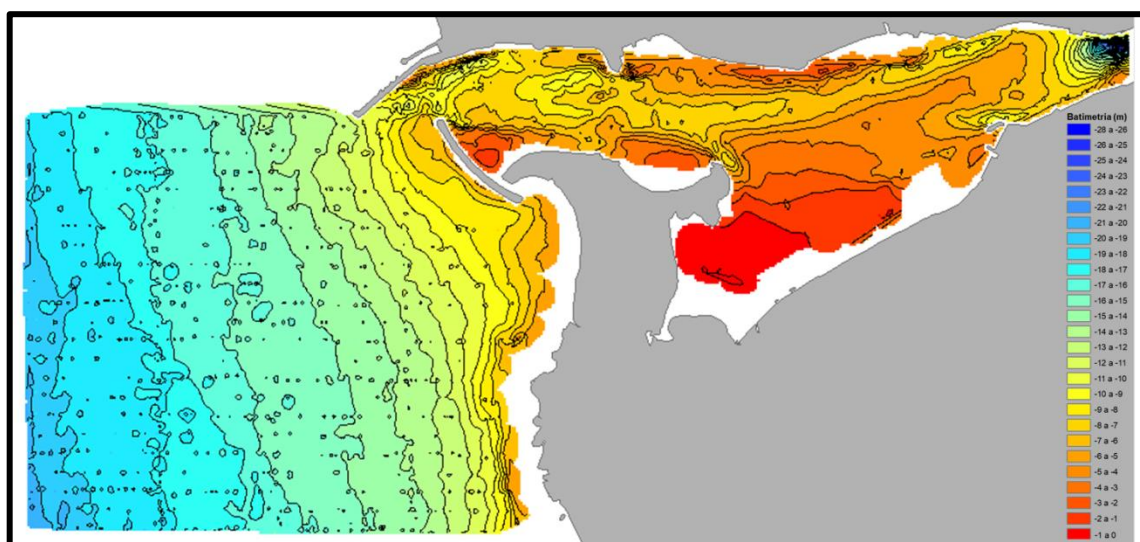 Batimetria (m)
-28 a -26
-26 a -25
-25 a -24
-24 a -23
-23 a -22
-22 a -21
-21 a -20
-20 a -19
-19 a -18
-18 a -17
-17 a -16
-16 a -15
-15 a -14
-14 a -13
-13 a -12
-12 a -11
-11 a -10
-10 a -9
-9 a -8
-8 a -7
-7 a -6
-6 a -5
-5 a -4
-4 a -3
-3 a -2
-2 a -1
-1 a 0